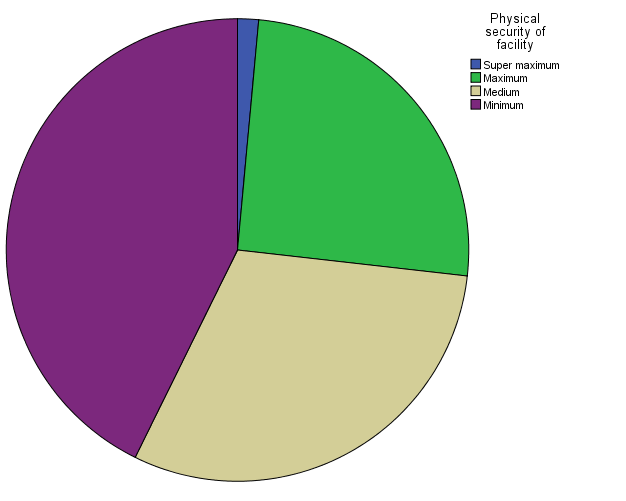 Physical
security of
facility
Super maximum
Maximum
Medium
Minimum